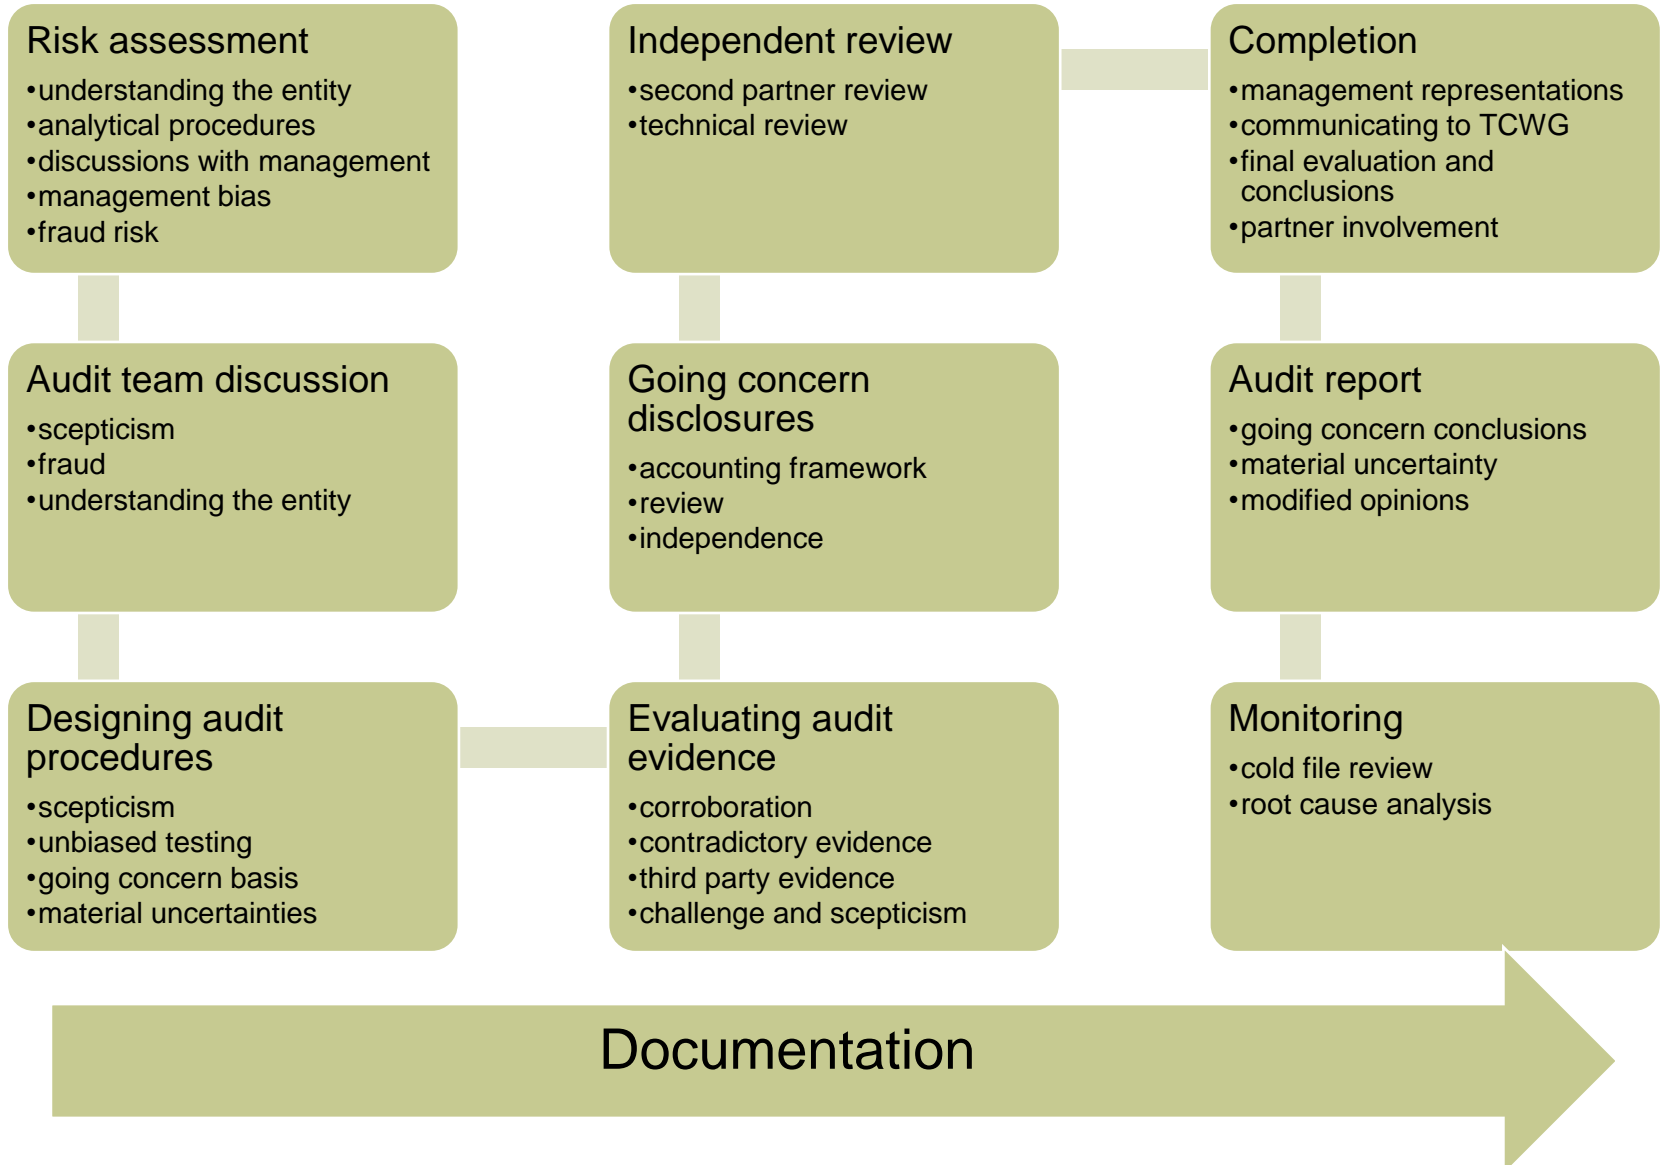 Risk assessment
•understanding the entity
•analytical procedures
•discussions with management
•management bias
•fraud risk
Audit team discussion
•scepticism
•fraud
•understanding the entity
Designing audit
procedures
•scepticism
•unbiased testing
•going concern basis
•material uncertainties
Evaluating audit
evidence
•corroboration
•contradictory evidence
•third party evidence
•challenge and scepticism
Going concern
disclosures
•accounting framework
•review
•independence
Independent review
•second partner review
•technical review
Completion
•management representations
•communicating to TCWG
•final evaluation and
conclusions
•partner involvement
Audit report
•going concern conclusions
•material uncertainty
•modified opinions
Monitoring
•cold file review
•root cause analysis
Documentation